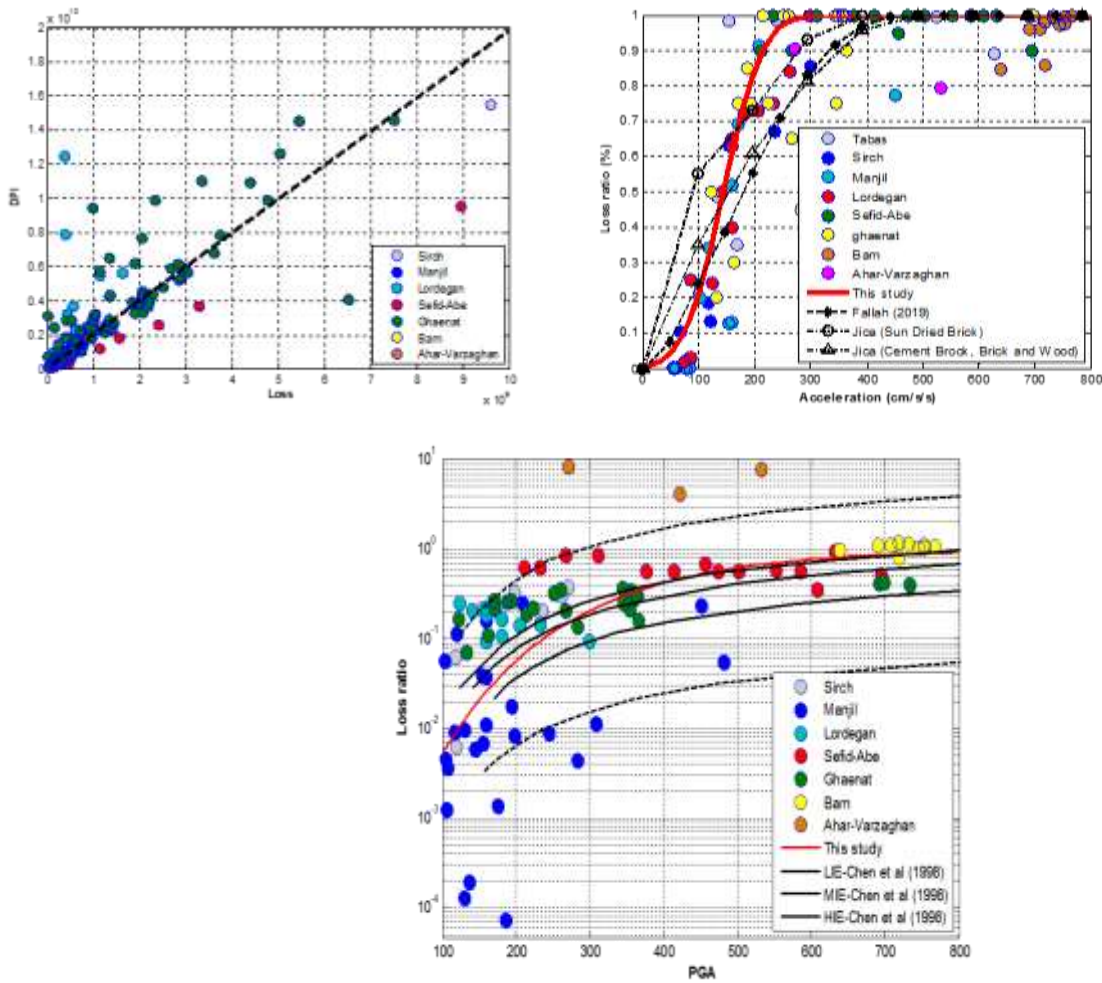 x 10^10
2
1.8
1.6
1.4
1.2
1
0.8
0.6
0.4
0.2
0
DPI
0 1 2 3 4 5 6 7 8 9 10
Loss
x 10^9
Sirch
Manjil
Lordegan
Sefid-Abe
Ghaenat
Bam
Ahar-Varzaghan
1
0.9
0.8
0.7
0.6
0.5
0.4
0.3
0.2
0.1
0
Loss ratio (%)
0 100 200 300 400 500 600 700 800
Acceleration (cm/s/s)
Tabas
Sirch
Manjil
Lordegan
Sefid-Abe
ghaenat
Bam
Ahar-Varzaghan
This study
Fallah (2019)
Jica (Sun Dried Brick)
Jica (Cement Brock, Brick and Wood)
10^1
10^0
10^-1
10^-2
10^-3
10^-4
Loss ratio
100 200 300 400 500 600 700 800
PGA
Sirch
Manjil
Lordegan
Sefid-Abe
Ghaenat
Bam
Ahar-Varzaghan
This study
LIE-Chen et al (1998)
MIE-Chen et al (1998)
HIE-Chen et al (1998)